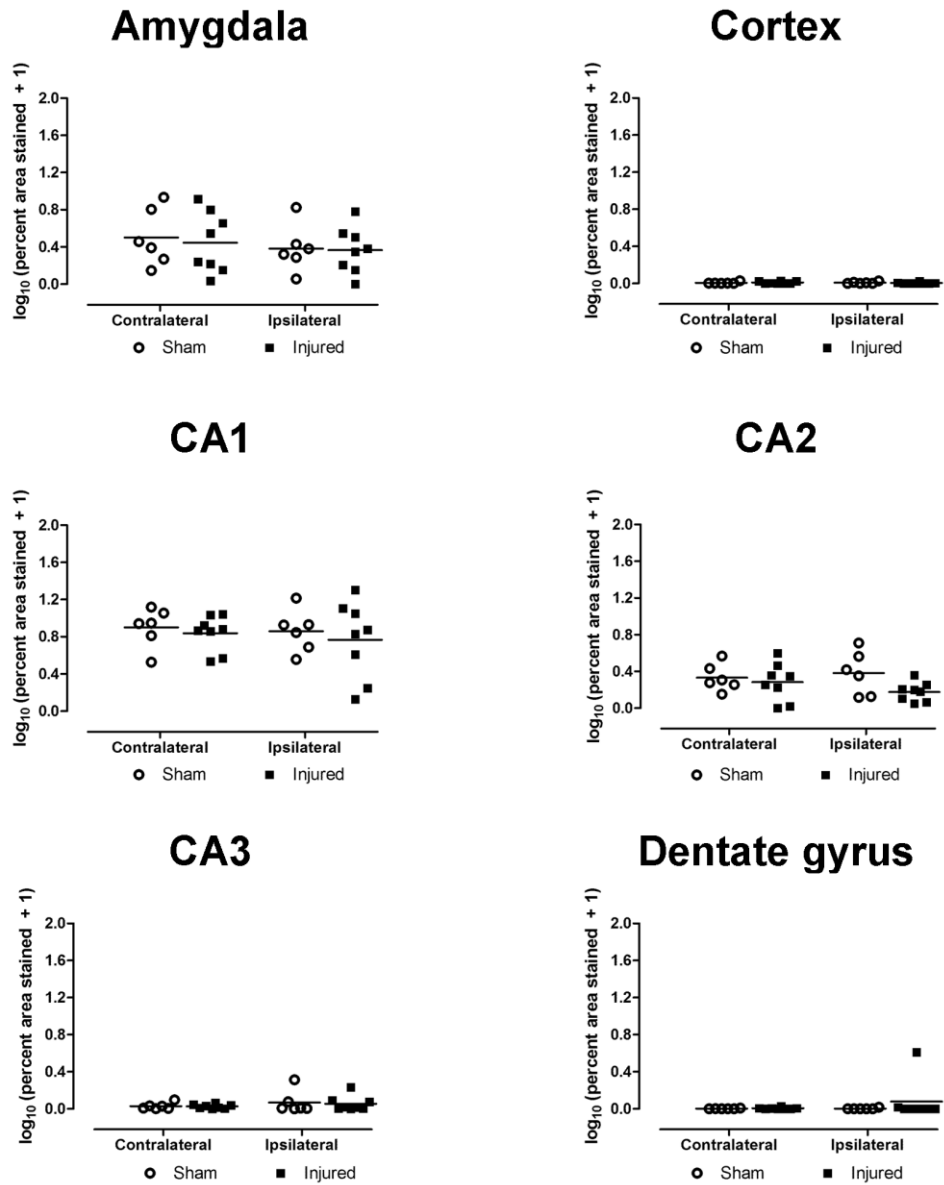 Amygdala
log10 (percent area stained + 1)
2.0
1.6
1.2
0.8
0.4
0.0
Contralateral Ipsilateral
Sham Injured
Cortex
log10 (percent area stained + 1)
2.0
1.6
1.2
0.8
0.4
0.0
Contralateral Ipsilateral
Sham Injured
CA1
log10 (percent area stained + 1)
2.0
1.6
1.2
0.8
0.4
0.0
Contralateral Ipsilateral
Sham Injured
CA2
log10 (percent area stained + 1)
2.0
1.6
1.2
0.8
0.4
0.0
Contralateral Ipsilateral
Sham Injured
CA3
log10 (percent area stained + 1)
2.0
1.6
1.2
0.8
0.4
0.0
Contralateral Ipsilateral
Sham Injured
Dentate gyrus
log10 (percent area stained + 1)
2.0
1.6
1.2
0.8
0.4
0.0
Contralateral Ipsilateral
Sham Injured